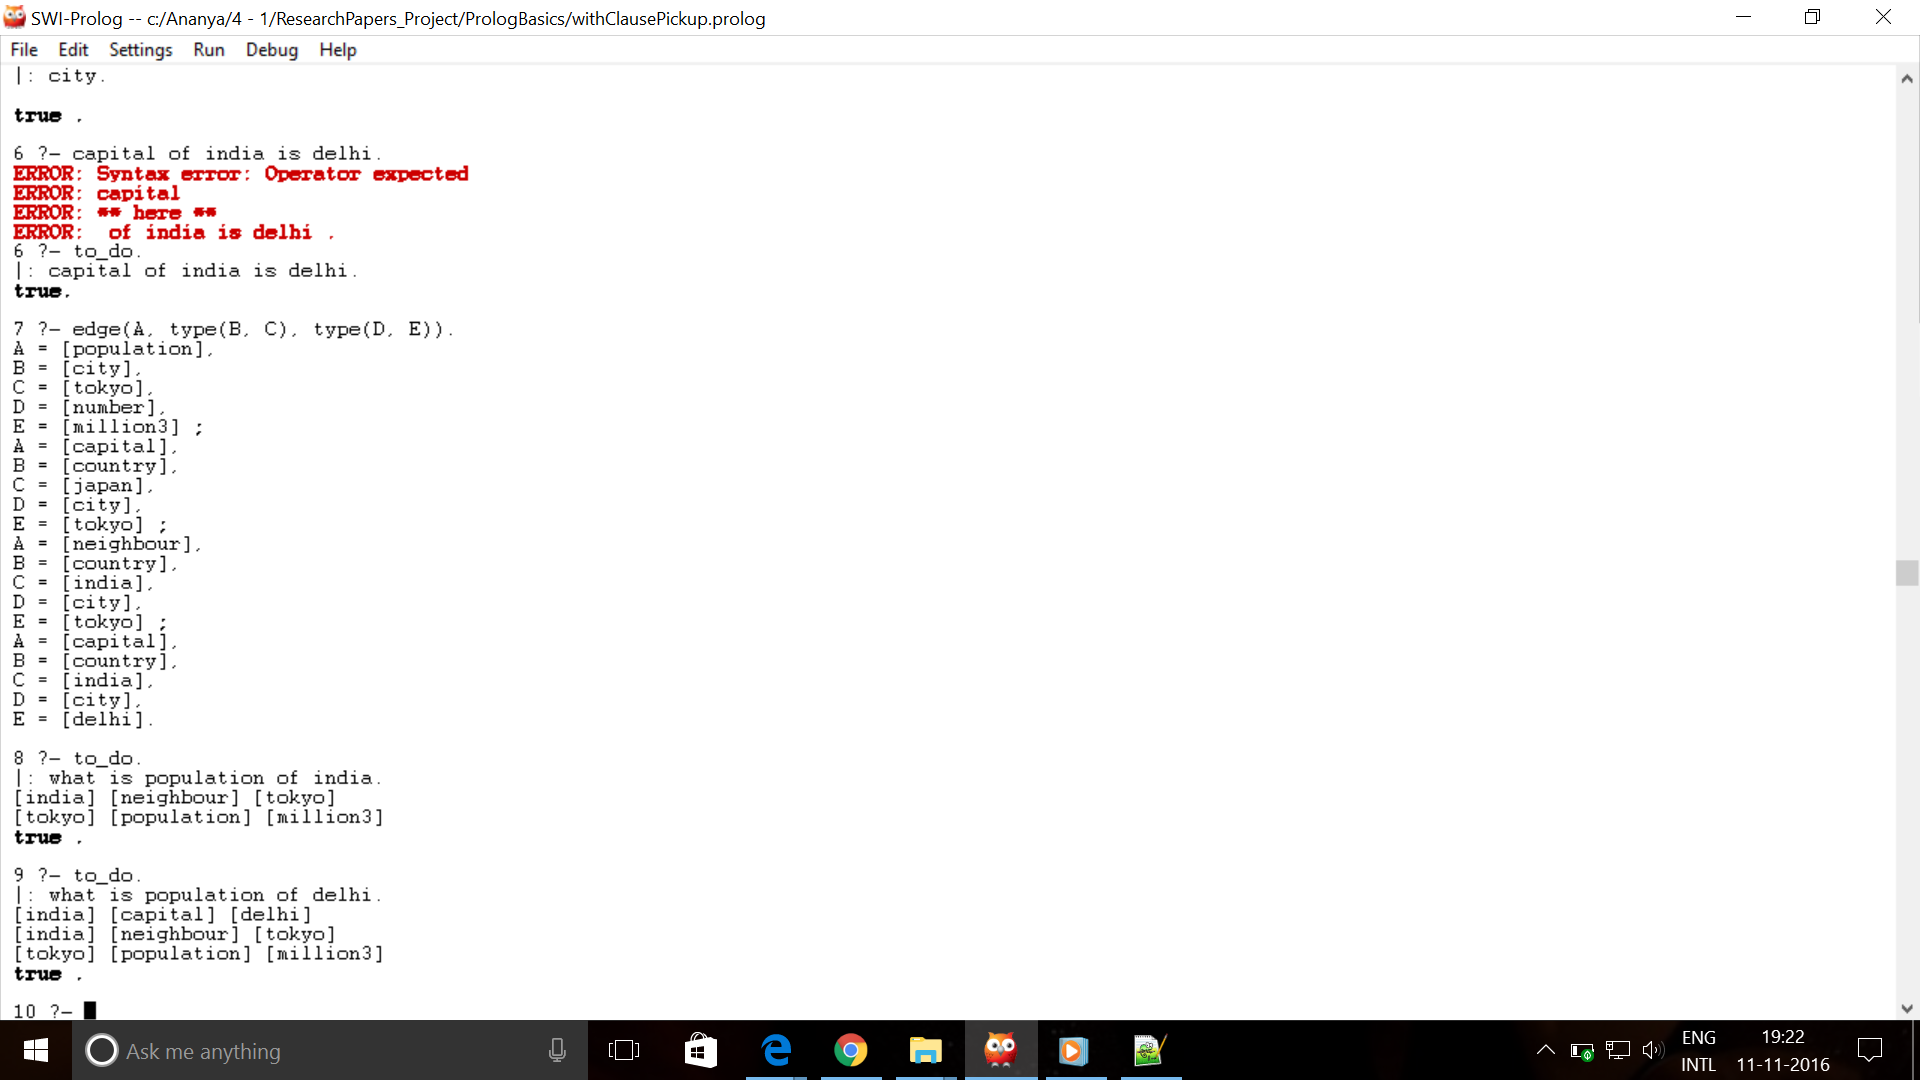 SWI-Prolog -- c:/Ananya/4 - 1/ResearchPapers_Project/PrologBasics/withClausePickup.prolog
File Edit Settings Run Debug Help
|: city.
true .
6 ?- capital of india is delhi.
ERROR: Syntax error: Operator expected
ERROR: capital
ERROR: ** here **
ERROR:  of india is delhi .
6 ?- to_do.
|: capital of india is delhi.
true.
7 ?- edge(A, type(B, C), type(D, E)).
A = [population],
B = [city],
C = [tokyo],
D = [number],
E = [million3] ;
A = [capital],
B = [country],
C = [japan],
D = [city],
E = [tokyo] ;
A = [neighbour],
B = [country],
C = [india],
D = [city],
E = [tokyo] ;
A = [capital],
B = [country],
C = [india],
D = [city],
E = [delhi].
8 ?- to_do.
|: what is population of india.
[india] [neighbour] [tokyo]
[tokyo] [population] [million3]
true .
9 ?- to_do.
|: what is population of delhi.
[india] [capital] [delhi]
[india] [neighbour] [tokyo]
[tokyo] [population] [million3]
true .
10 ?-
Ask me anything
ENG 19:22
INTL 11-11-2016